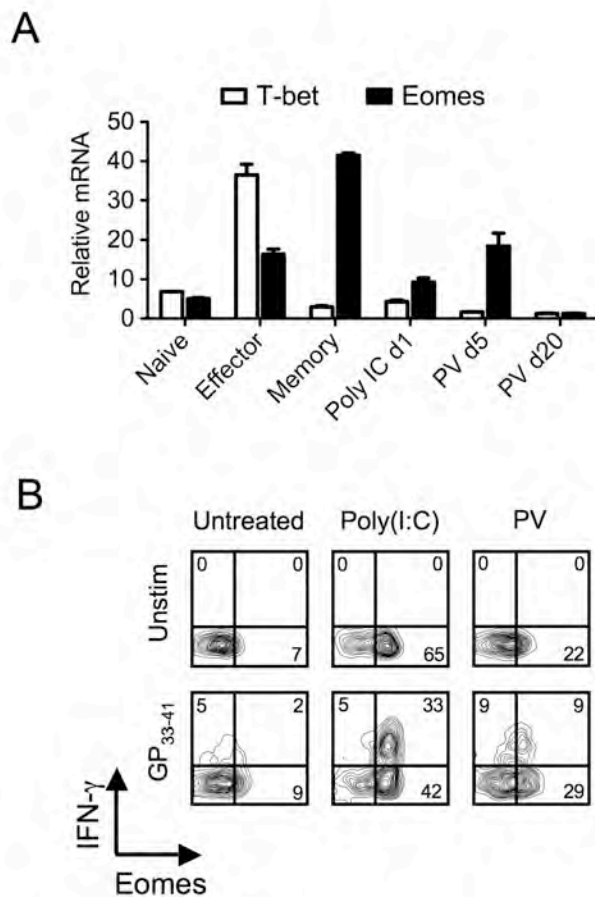 A
T-bet Eomes
Relative mRNA
50
40
30
20
10
0
Naive
Effector
Memory
Poly IC d1
PV d5
PV d20
B
Untreated Poly(I:C) PV
Unstim
0 0 0 0 0 0
7 65 22
GP33-41
5 2 5 33 9 9
9 42 29
IFN-γ
Eomes